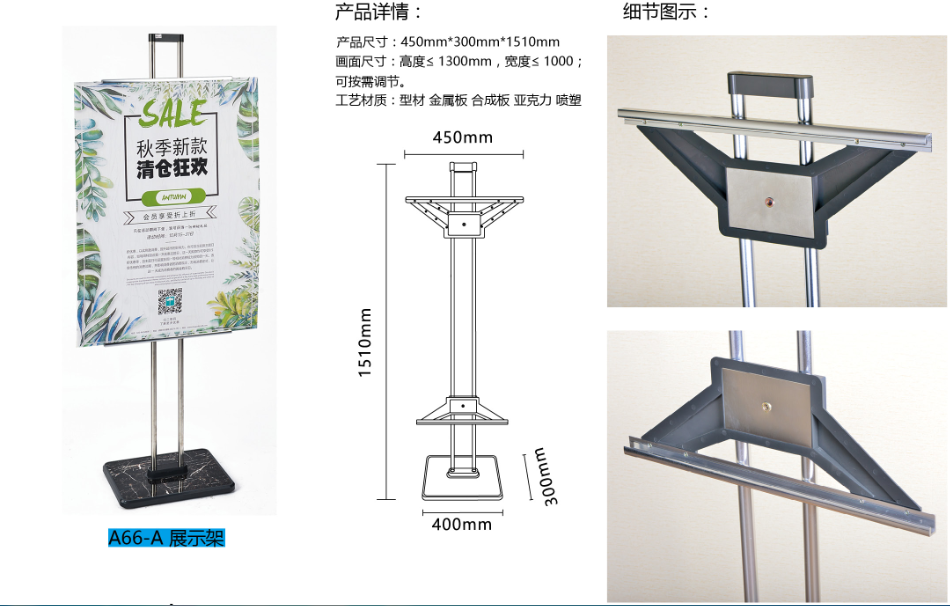 产品详情：
产品尺寸：450mm*300mm*1510mm
画面尺寸：高度≤ 1300mm，宽度≤ 1000；
可按需调节。
工艺材质：型材 金属板 合成板 亚克力 喷塑
细节图示：
SALE
秋季新款
清仓狂欢
AUTUMN
会员享受折上折
450mm
1510mm
300mm
400mm
A66-A 展示架